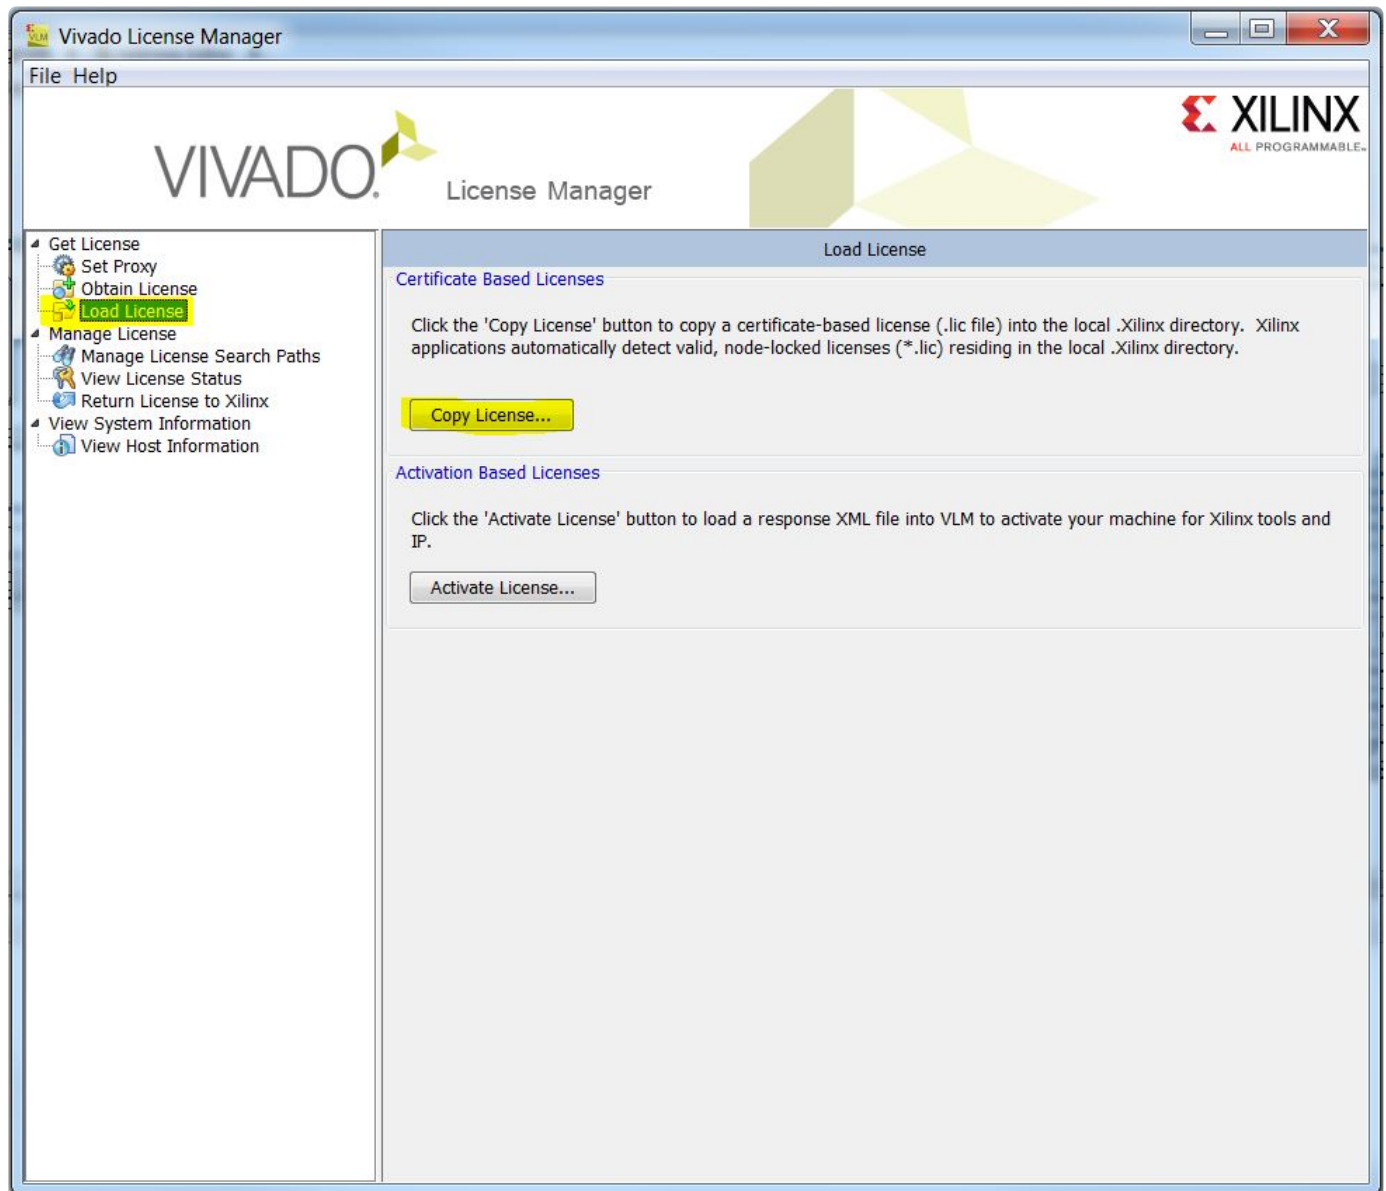 Vivado License Manager
File Help
VIVADO.
License Manager
XILINX
ALL PROGRAMMABLE™
Get License
Set Proxy
Obtain License
Load License
Manage License
Manage License Search Paths
View License Status
Return License to Xilinx
View System Information
View Host Information
Load License
Certificate Based Licenses
Click the 'Copy License' button to copy a certificate-based license (.lic file) into the local .Xilinx directory.  Xilinx
applications automatically detect valid, node-locked licenses (*.lic) residing in the local .Xilinx directory.
Copy License...
Activation Based Licenses
Click the 'Activate License' button to load a response XML file into VLM to activate your machine for Xilinx tools and
IP.
Activate License...